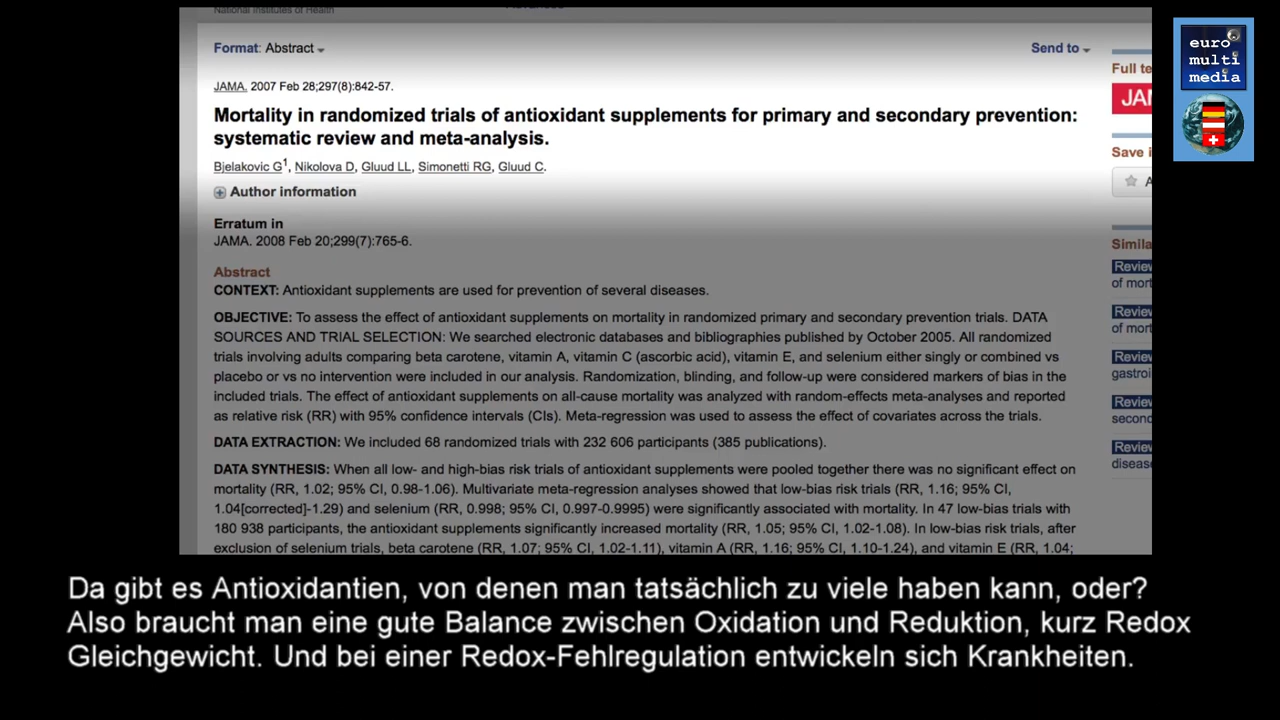 National Institutes of Health
Format: Abstract
Send to
JAMA. 2007 Feb 28;297(8):842-57.
Mortality in randomized trials of antioxidant supplements for primary and secondary prevention:
systematic review and meta-analysis.
Bjelakovic G1, Nikolova D, Gluud LL, Simonetti RG, Gluud C.
Author information
Erratum in
JAMA. 2008 Feb 20;299(7):765-6.
Abstract
CONTEXT: Antioxidant supplements are used for prevention of several diseases.
OBJECTIVE: To assess the effect of antioxidant supplements on mortality in randomized primary and secondary prevention trials. DATA
SOURCES AND TRIAL SELECTION: We searched electronic databases and bibliographies published by October 2005. All randomized
trials involving adults comparing beta carotene, vitamin A, vitamin C (ascorbic acid), vitamin E, and selenium either singly or combined vs
placebo or vs no intervention were included in our analysis. Randomization, blinding, and follow-up were considered markers of bias in the
included trials. The effect of antioxidant supplements on all-cause mortality was analyzed with random-effects meta-analyses and reported
as relative risk (RR) with 95% confidence intervals (CIs). Meta-regression was used to assess the effect of covariates across the trials.
DATA EXTRACTION: We included 68 randomized trials with 232 606 participants (385 publications).
DATA SYNTHESIS: When all low- and high-bias risk trials of antioxidant supplements were pooled together there was no significant effect on
mortality (RR, 1.02; 95% CI, 0.98-1.06). Multivariate meta-regression analyses showed that low-bias risk trials (RR, 1.16; 95% CI,
1.04[corrected]-1.29) and selenium (RR, 0.998; 95% CI, 0.997-0.9995) were significantly associated with mortality. In 47 low-bias trials with
180 938 participants, the antioxidant supplements significantly increased mortality (RR, 1.05; 95% CI, 1.02-1.08). In low-bias risk trials, after
exclusion of selenium trials, beta carotene (RR, 1.07; 95% CI, 1.02-1.11), vitamin A (RR, 1.16; 95% CI, 1.10-1.24), and vitamin E (RR, 1.04;
Full te
JAM
Save i
A
Simila
Review
of mort
Review
of mort
Review
gastroi
Review
second
Review
diseas
euro
multi
media
Da gibt es Antioxidantien, von denen man tatsächlich zu viele haben kann, oder?
Also braucht man eine gute Balance zwischen Oxidation und Reduktion, kurz Redox
Gleichgewicht. Und bei einer Redox-Fehlregulation entwickeln sich Krankheiten.